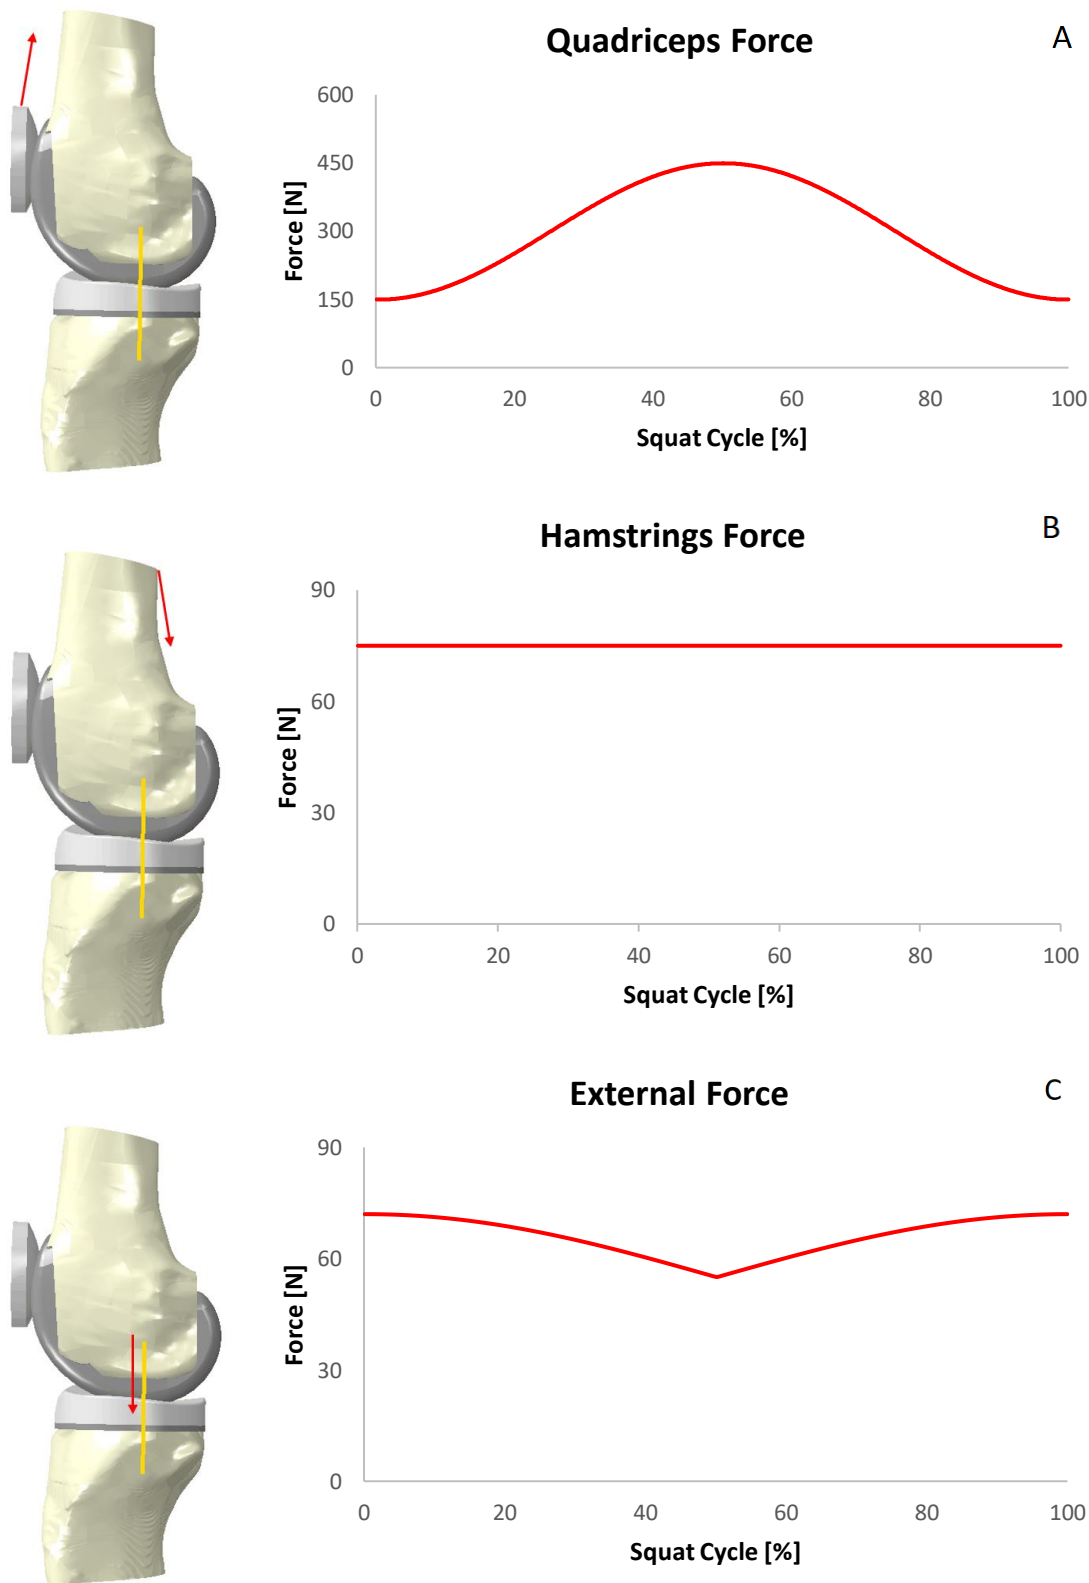 Quadriceps Force
A
600
450
300
150
0
Force [N]
0 20 40 60 80 100
Squat Cycle [%]
Hamstrings Force
B
90
60
30
0
Force [N]
0 20 40 60 80 100
Squat Cycle [%]
External Force
C
90
60
30
0
Force [N]
0 20 40 60 80 100
Squat Cycle [%]